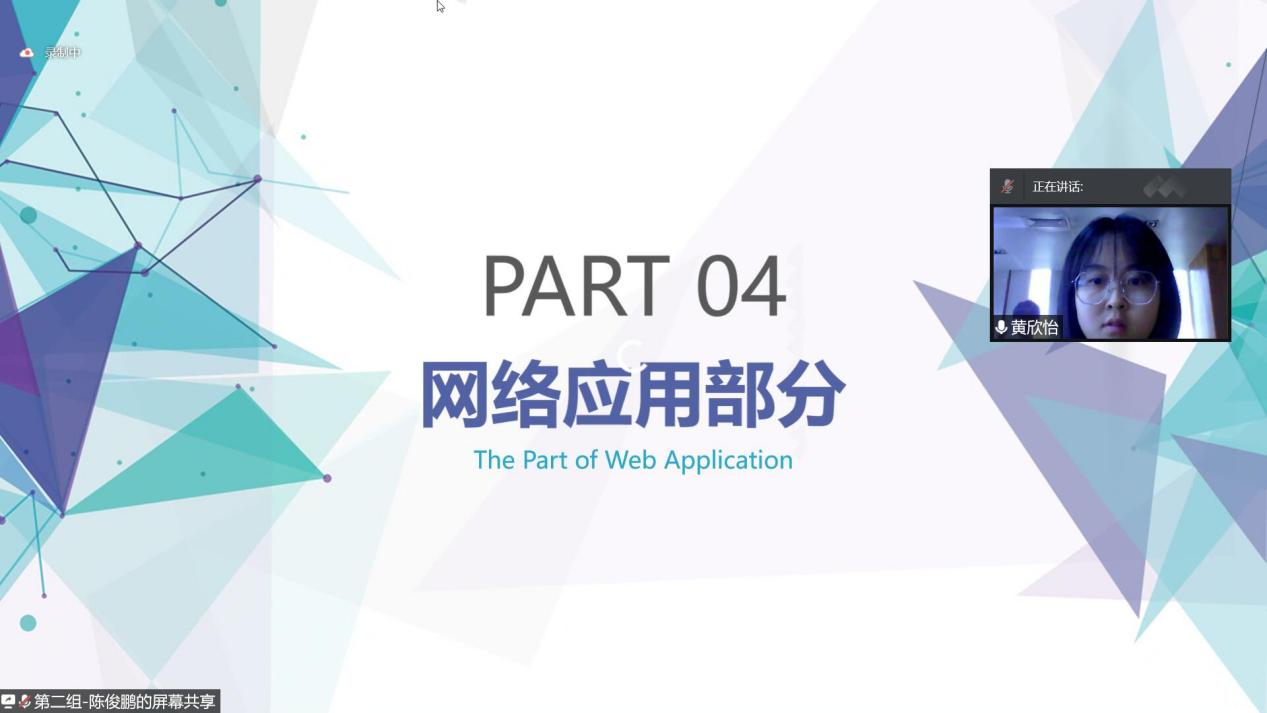 录制中
正在讲话:
黄欣怡
PART 04
网络应用部分
The Part of Web Application
第二组-陈俊鹏的屏幕共享